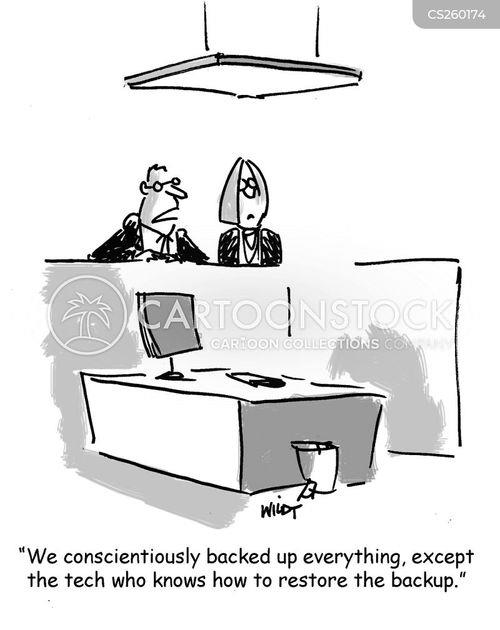 CS260174
CARTOONSTOCK
CARTOON COLLECTIONS COMPANY
WILDT
"We conscientiously backed up everything, except
the tech who knows how to restore the backup."